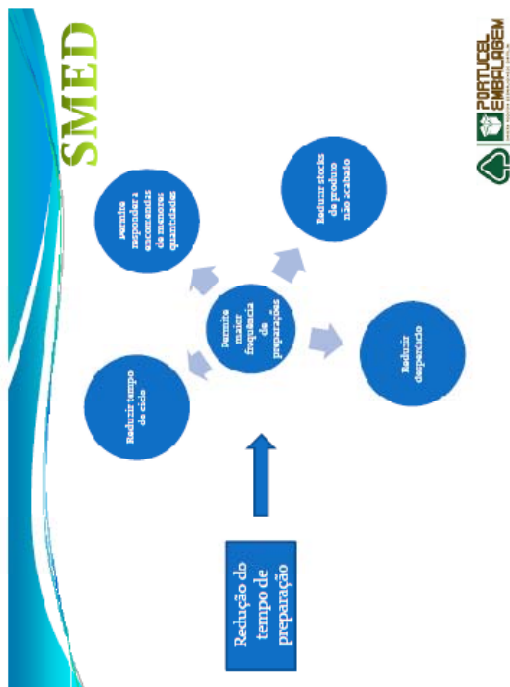 SMED
Redução do
tempo de
preparação
Permite
maior
frequência
de
preparações
Reduzir tempo
de ciclo
Permite
responder a
encomendas
de menores
quantidades
Reduzir stocks
de produto
não acabado
Reduzir
desperdício
PORTUCEL
EMBALAGEM